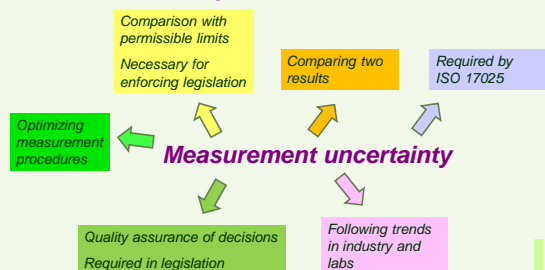 Comparison with
permissible limits
Necessary for
enforcing legislation
Comparing two
results
Required by
ISO 17025
Optimizing
measurement
procedures
Measurement uncertainty
Quality assurance of decisions
Required in legislation
Following trends
in industry and
labs